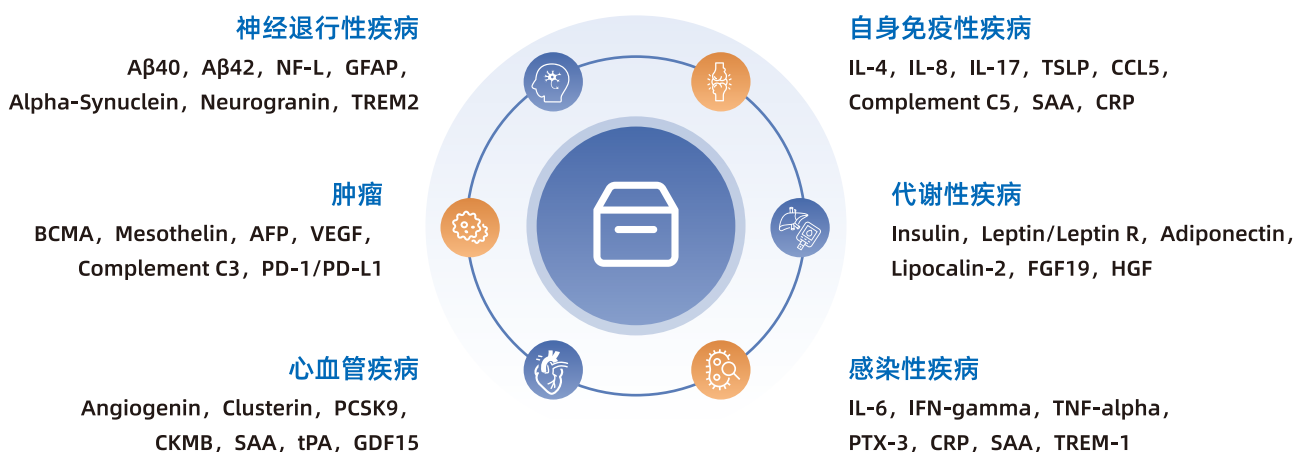 神经退行性疾病
Aβ40，Aβ42，NF-L，GFAP，
Alpha-Synuclein，Neurogranin，TREM2
肿瘤
BCMA，Mesothelin，AFP，VEGF，
Complement C3，PD-1/PD-L1
心血管疾病
Angiogenin，Clusterin，PCSK9，
CKMB，SAA，tPA，GDF15
自身免疫性疾病
IL-4，IL-8，IL-17，TSLP，CCL5，
Complement C5，SAA，CRP
代谢性疾病
Insulin，Leptin/Leptin R，Adiponectin，
Lipocalin-2，FGF19，HGF
感染性疾病
IL-6，IFN-gamma，TNF-alpha，
PTX-3，CRP，SAA，TREM-1